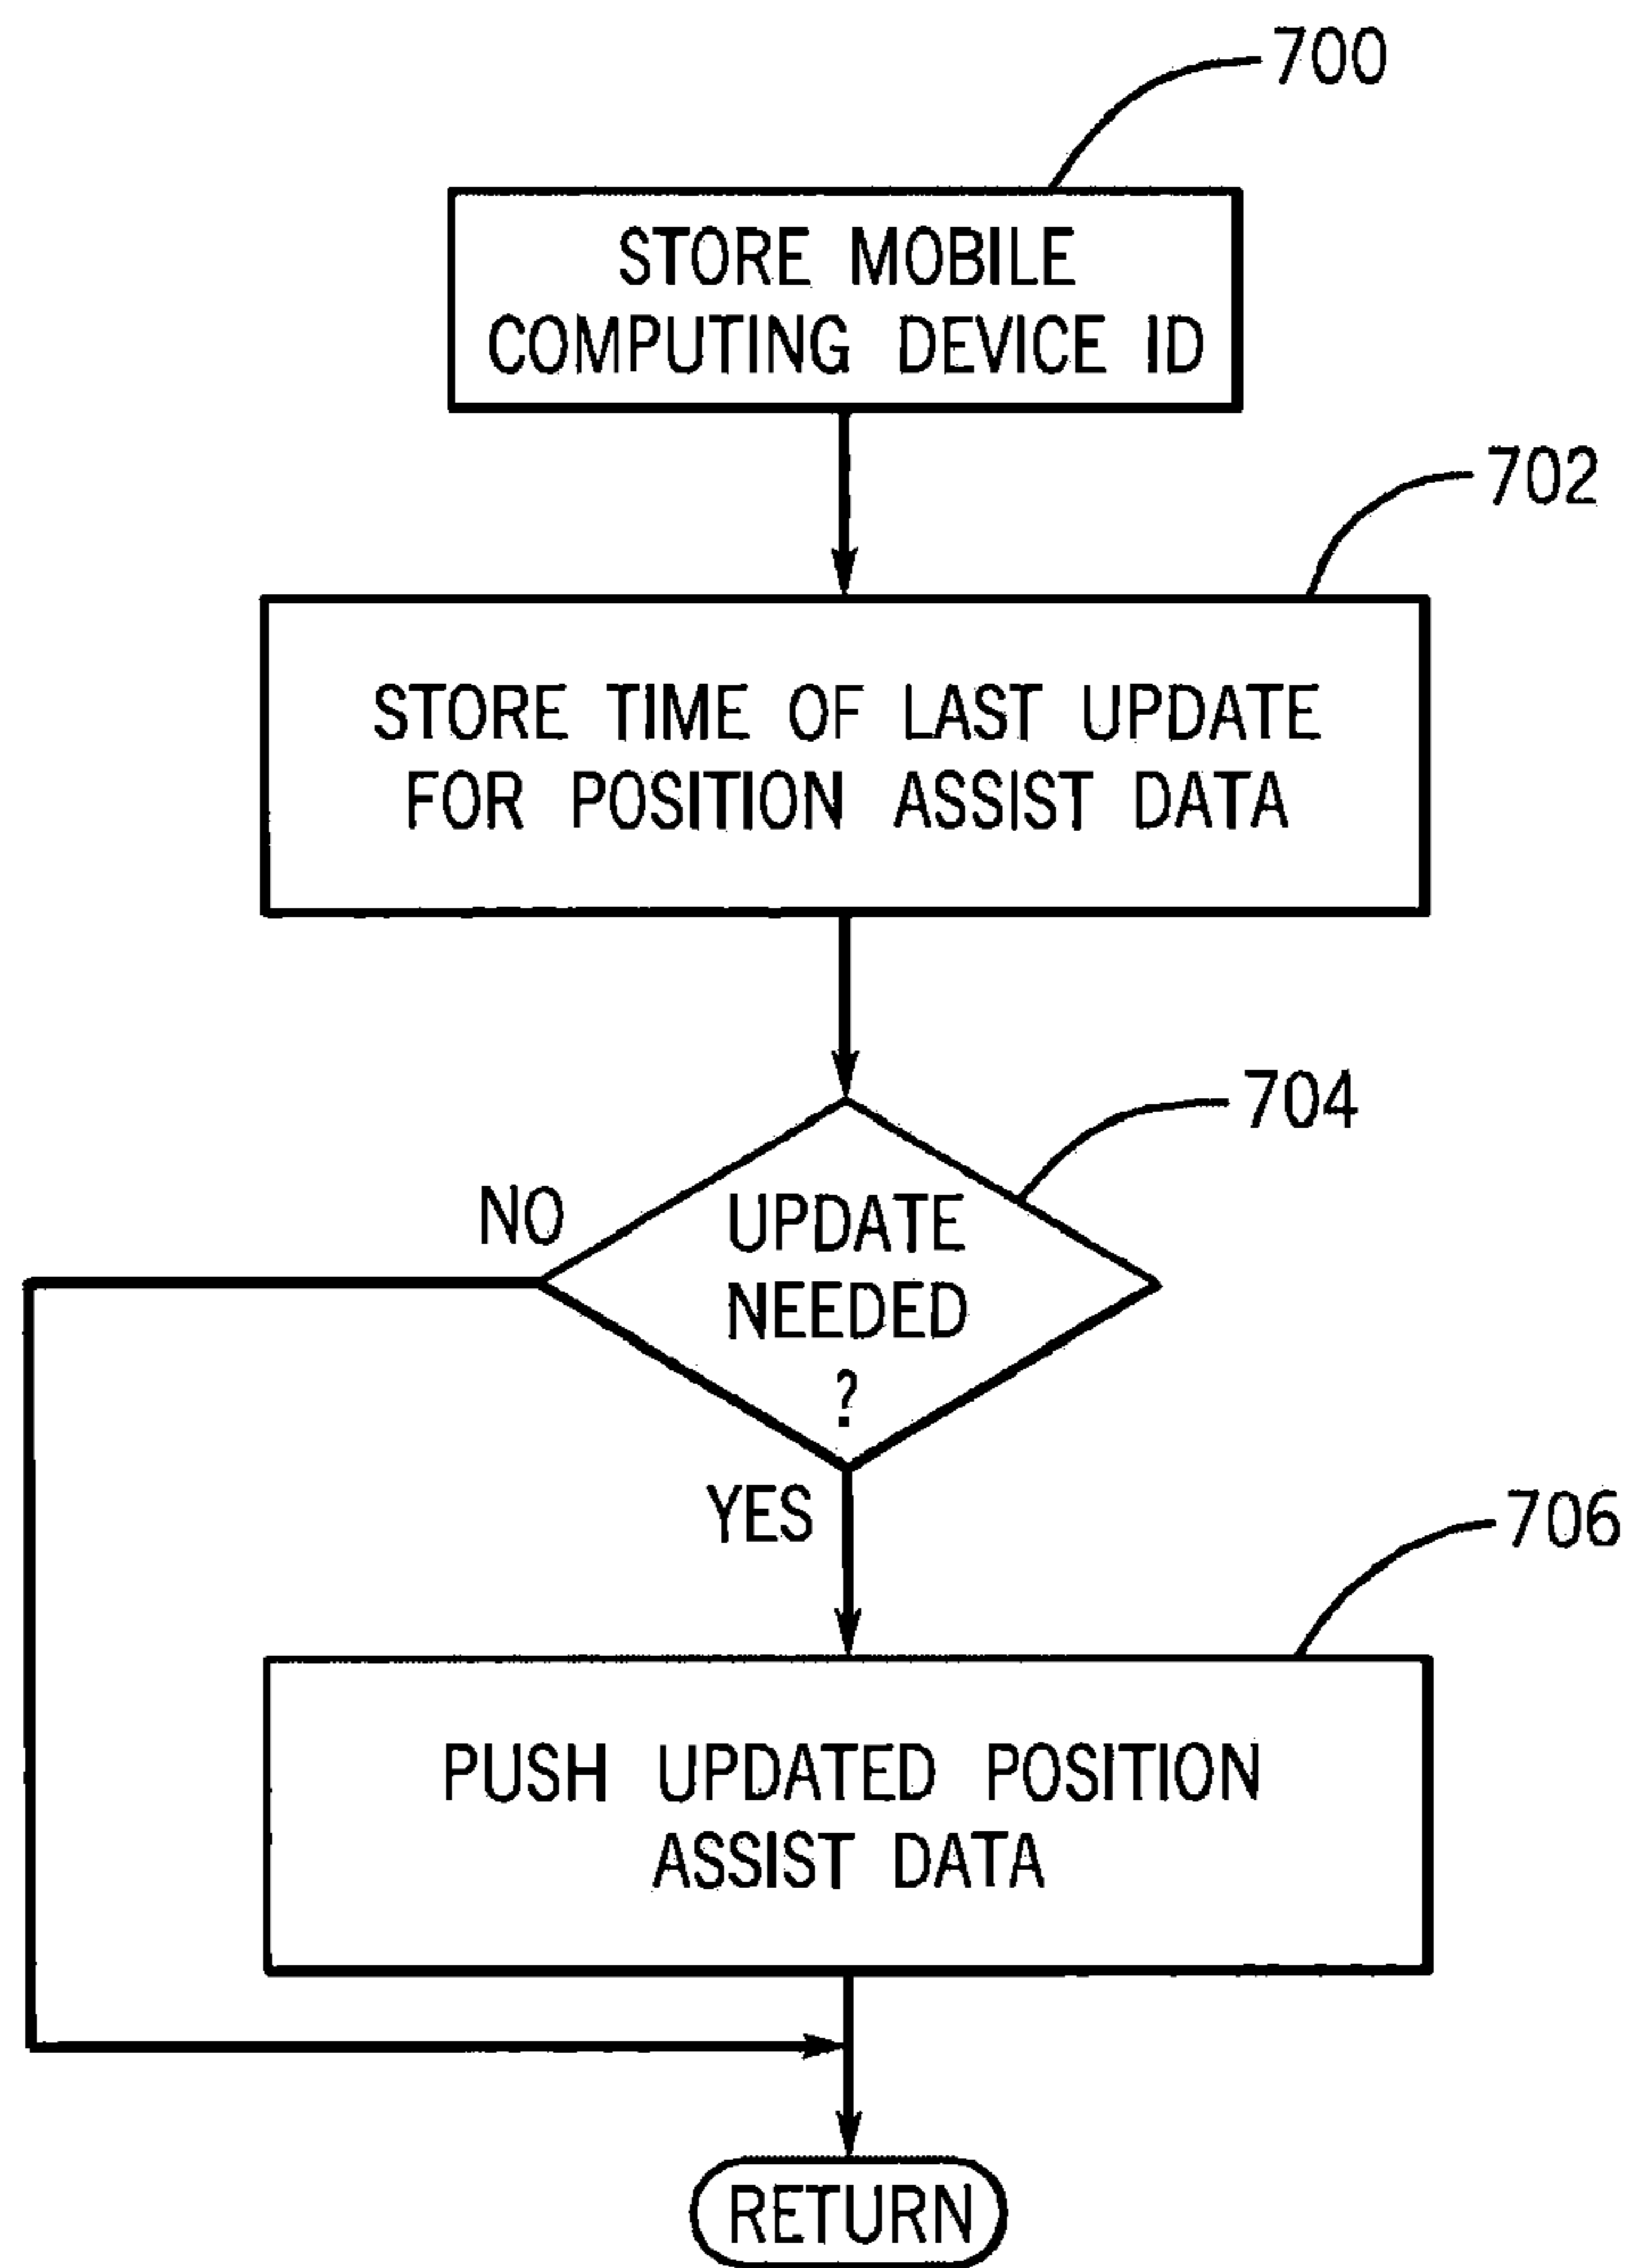 700
STORE MOBILE
COMPUTING DEVICE ID
702
STORE TIME OF LAST UPDATE
FOR POSITION ASSIST DATA
704
NO
UPDATE
NEEDED
?
YES
706
PUSH UPDATED POSITION
ASSIST DATA
RETURN